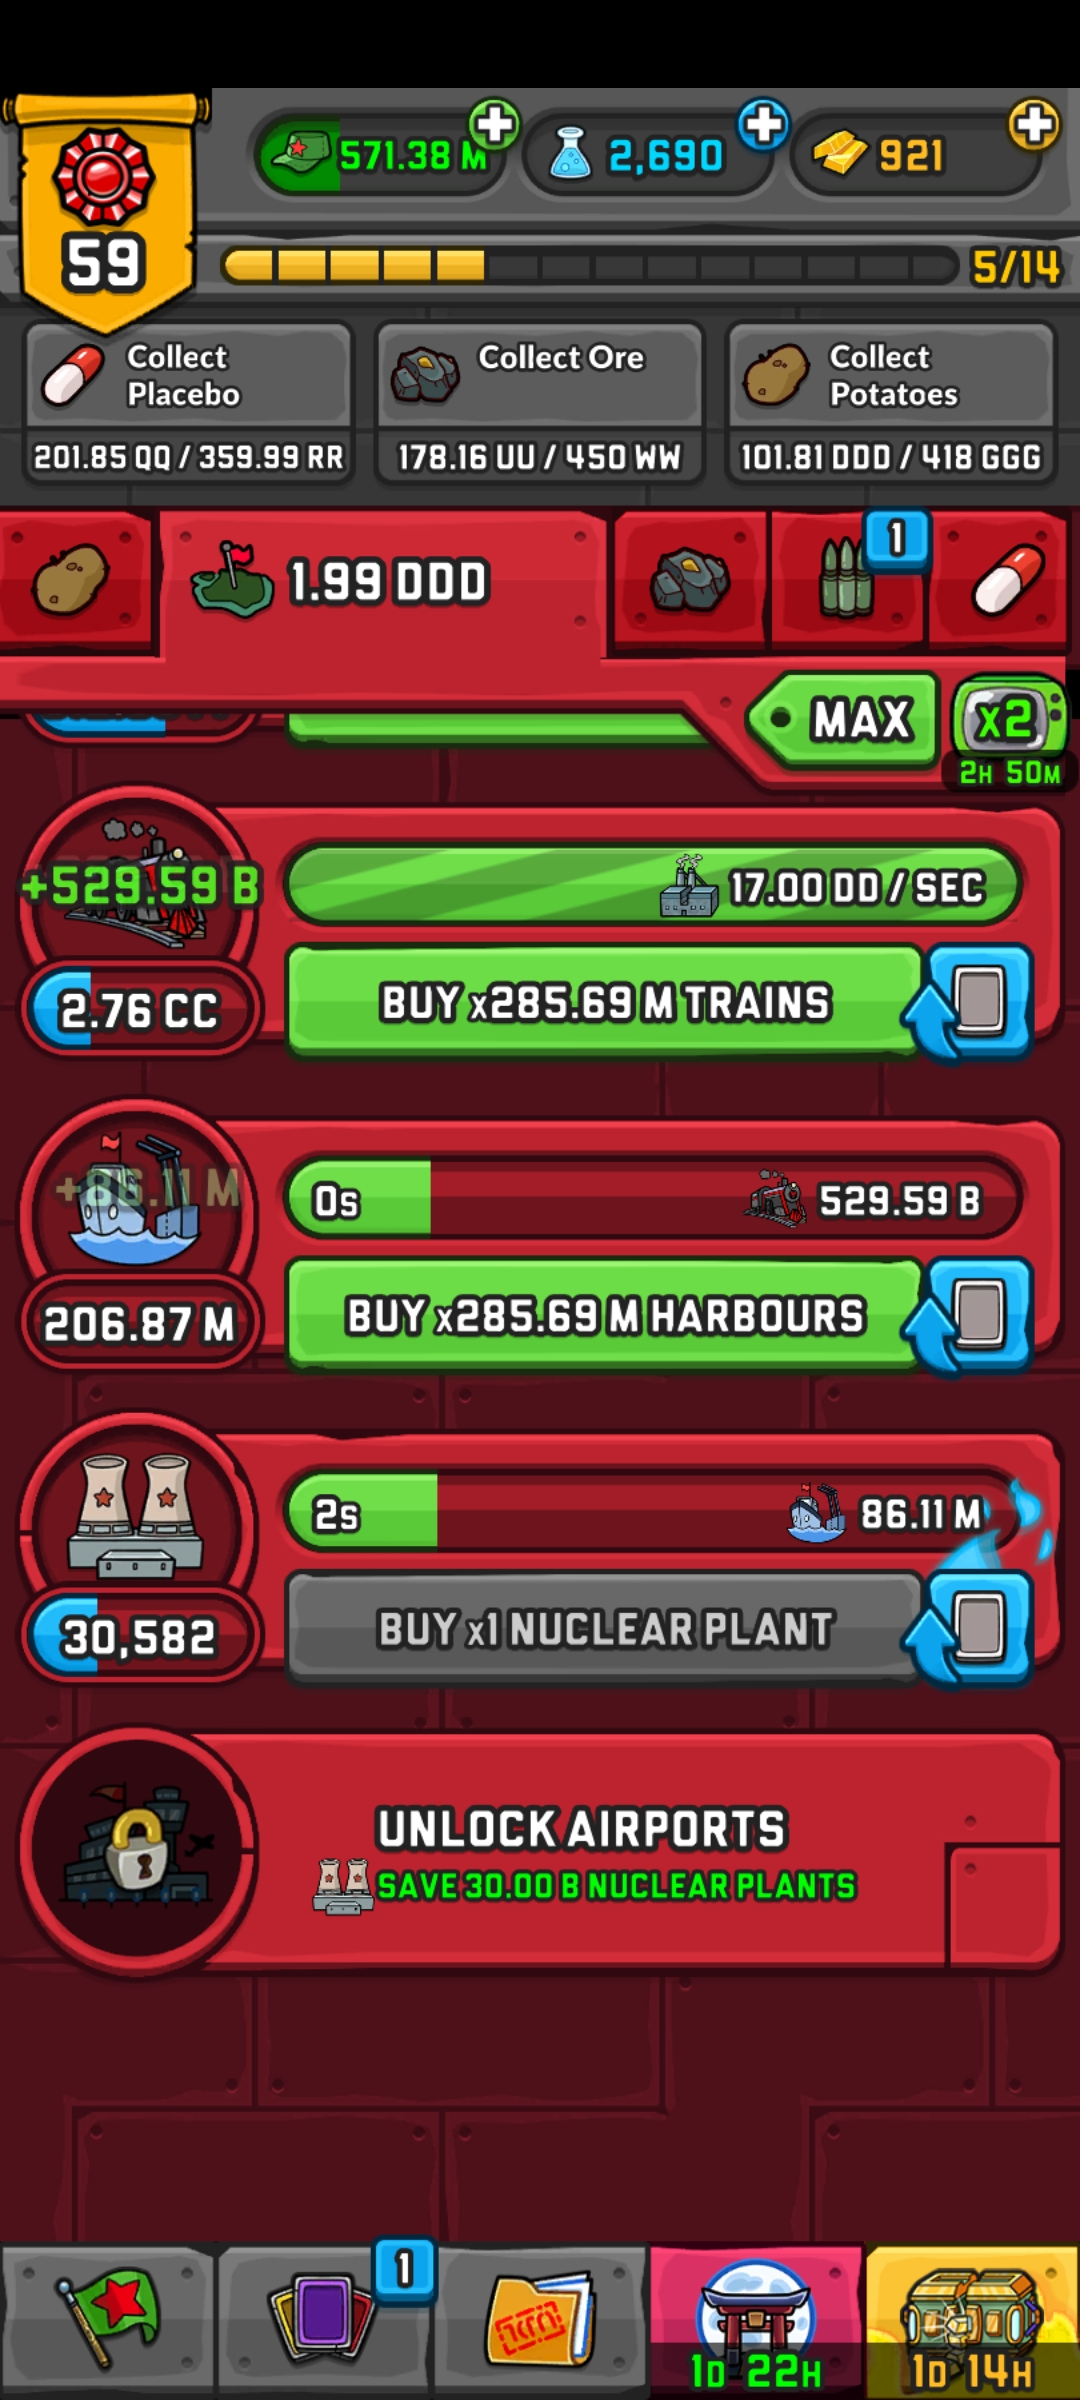 571.38 M
2,690
921
59
5/14
Collect
Placebo
201.85 QQ / 359.99 RR
Collect Ore
178.16 UU / 450 WW
Collect
Potatoes
101.81 DDD / 418 GGG
1.99 DDD
1
MAX
x2
2H 50M
+529.59 B
17.00 DD / SEC
2.76 CC
BUY x285.69 M TRAINS
+86.11 M
0s
529.59 B
206.87 M
BUY x285.69 M HARBOURS
2s
86.11 M
30,582
BUY x1 NUCLEAR PLANT
UNLOCK AIRPORTS
SAVE 30.00 B NUCLEAR PLANTS
1
1D 22H
1D 14H